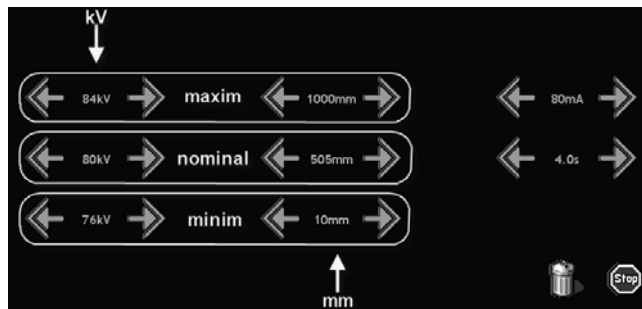 kV
84kV maxim 1000mm 80mA
80kV nominal 505mm 4.0s
76kV minim 10mm
Stop
mm